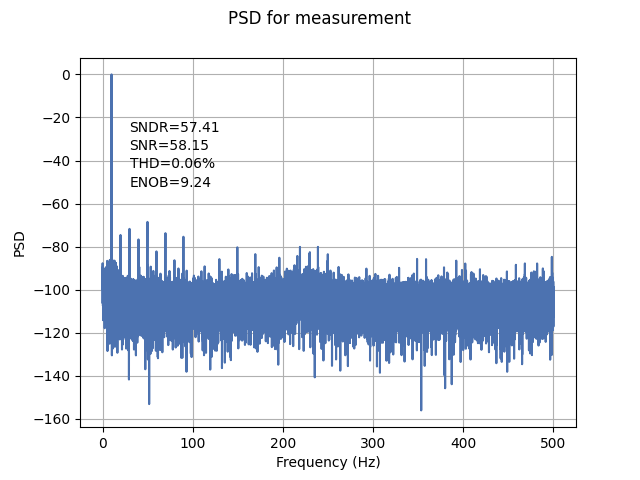 PSD for measurement
0
−20
−40
−60
−80
−100
−120
−140
−160
PSD
SNDR=57.41
SNR=58.15
THD=0.06%
ENOB=9.24
0 100 200 300 400 500
Frequency (Hz)